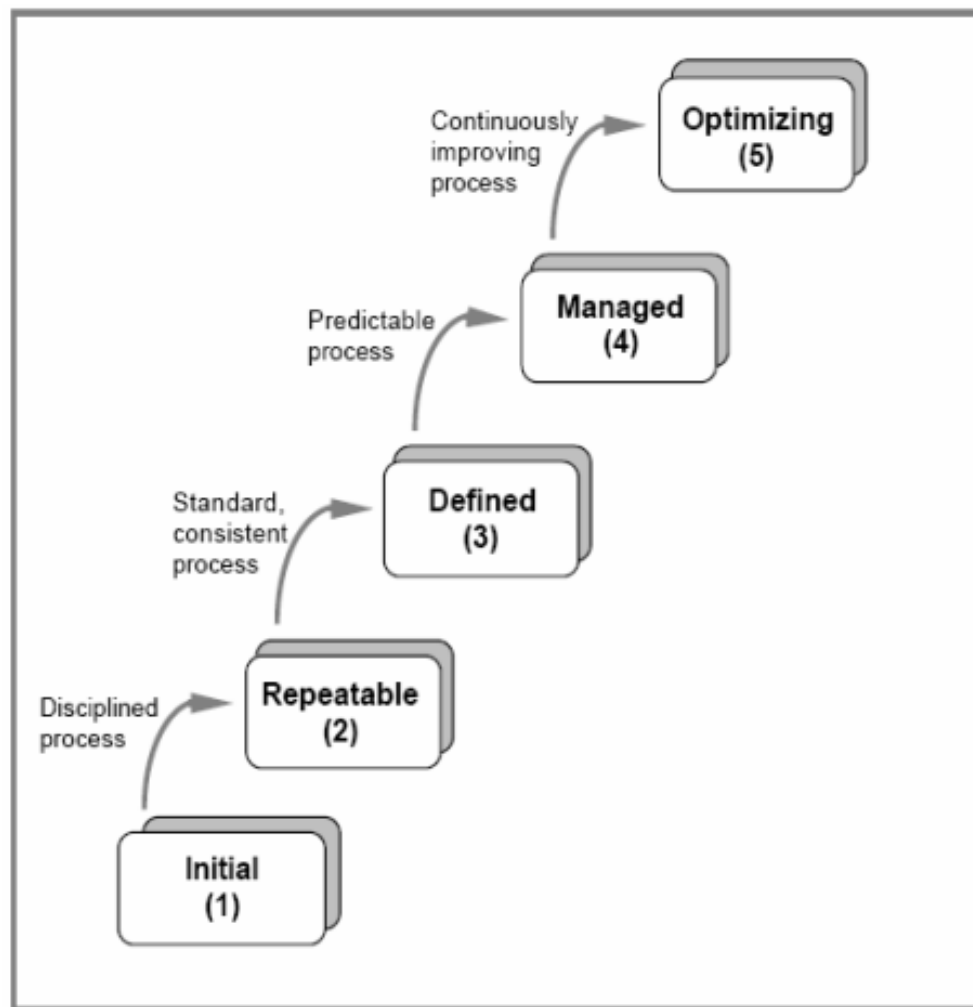 Continuously
improving
process
Optimizing
(5)
Predictable
process
Managed
(4)
Standard,
consistent
process
Defined
(3)
Disciplined
process
Repeatable
(2)
Initial
(1)